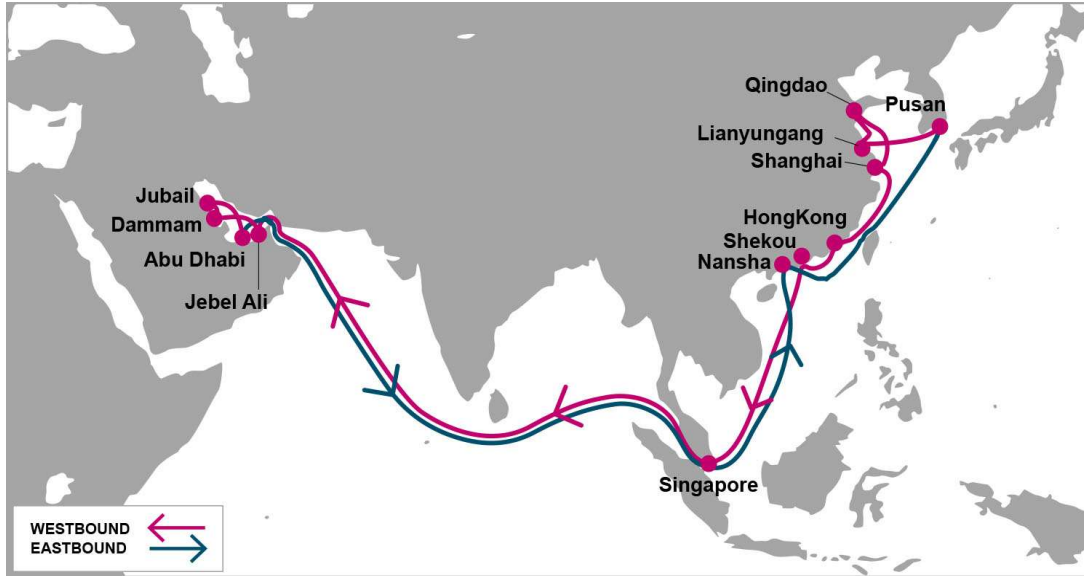 Qingdao
Pusan
Lianyungang
Shanghai
Jubail
Dammam
HongKong
Shekou
Abu Dhabi
Nansha
Jebel Ali
Singapore
WESTBOUND
EASTBOUND